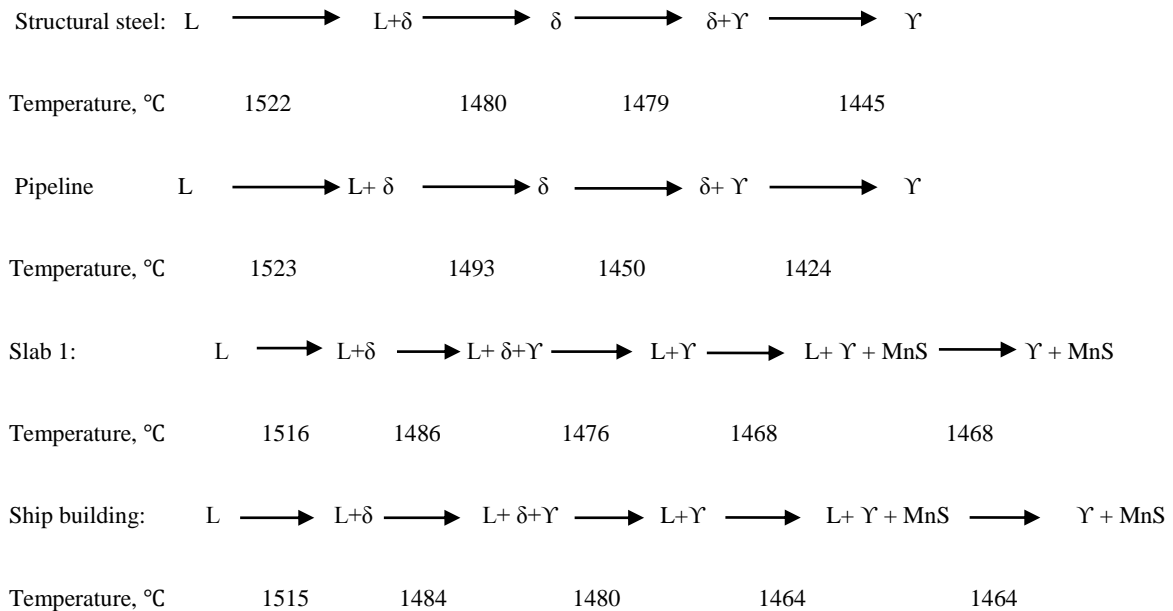 Structural steel: L ⟶ L+δ ⟶ δ ⟶ δ+ϒ ⟶ ϒ
Temperature, ℃ 1522 1480 1479 1445
Pipeline L ⟶ L+ δ ⟶ δ ⟶ δ+ ϒ ⟶ ϒ
Temperature, ℃ 1523 1493 1450 1424
Slab 1: L ⟶ L+δ ⟶ L+ δ+ϒ ⟶ L+ϒ ⟶ L+ ϒ + MnS ⟶ ϒ + MnS
Temperature, ℃ 1516 1486 1476 1468 1468
Ship building: L ⟶ L+δ ⟶ L+ δ+ϒ ⟶ L+ϒ ⟶ L+ ϒ + MnS ⟶ ϒ + MnS
Temperature, ℃ 1515 1484 1480 1464 1464